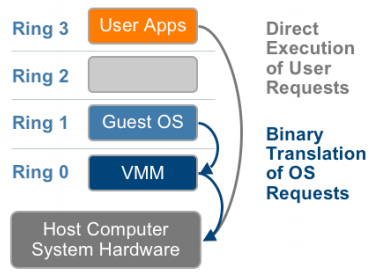 Ring 3
User Apps
Ring 2
Ring 1
Guest OS
Ring 0
VMM
Host Computer
System Hardware
Direct
Execution
of User
Requests
Binary
Translation
of OS
Requests